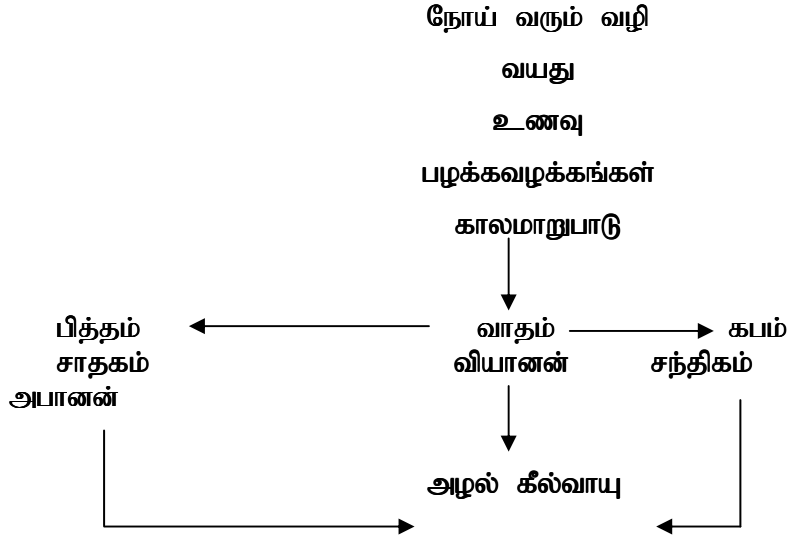 நோய் வரும் வழி
வயது
உணவு
பழக்கவழக்கங்கள்
காலமாறுபாடு
பித்தம் வாதம் கபம்
சாதகம் வியானன் சந்திகம்
அபானன்
அழல் கீல்வாயு